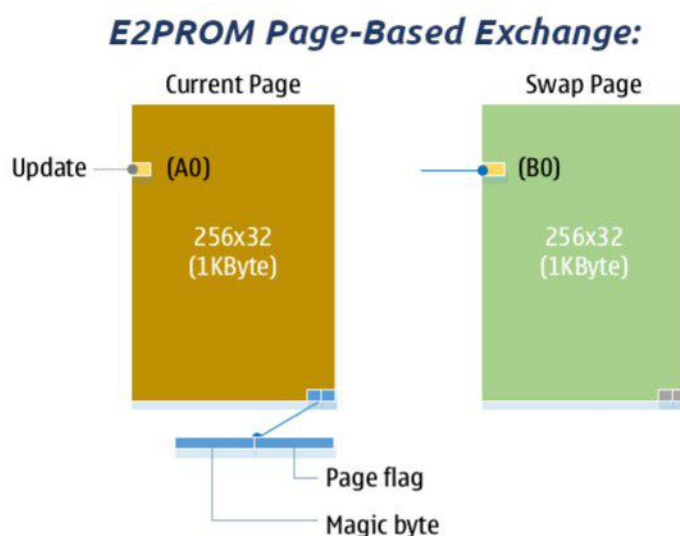 E2PROM Page-Based Exchange:
Current Page
Swap Page
Update
(A0)
(B0)
256x32
(1KByte)
256x32
(1KByte)
Page flag
Magic byte